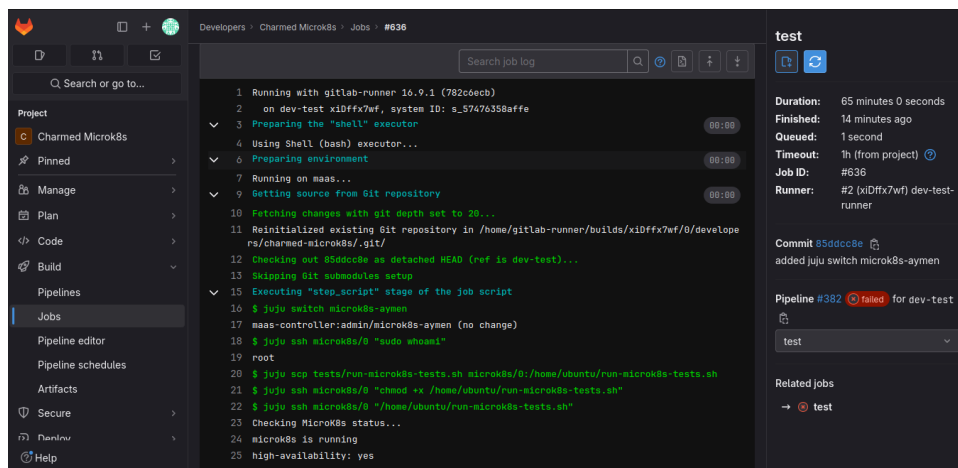 Search or go to...
Project
C Charmed Microk8s
Pinned
Manage
Plan
Code
Build
Pipelines
Jobs
Pipeline editor
Pipeline schedules
Artifacts
Secure
Deploy
Help
Developers > Charmed Microk8s > Jobs > #636
Search job log
1 Running with gitlab-runner 16.9.1 (782c6ecb)
2 on dev-test xiDffx7wf, system ID: s_57476358affe
3 Preparing the "shell" executor 00:00
4 Using Shell (bash) executor...
6 Preparing environment 00:00
7 Running on maas...
9 Getting source from Git repository 00:00
10 Fetching changes with git depth set to 20...
11 Reinitialized existing Git repository in /home/gitlab-runner/builds/xiDffx7wf/0/develope
rs/charmed-microk8s/.git/
12 Checking out 85ddcc8e as detached HEAD (ref is dev-test)...
13 Skipping Git submodules setup
15 Executing "step_script" stage of the job script
16 $ juju switch microk8s-aymen
17 maas-controller:admin/microk8s-aymen (no change)
18 $ juju ssh microk8s/0 "sudo whoami"
19 root
20 $ juju scp tests/run-microk8s-tests.sh microk8s/0:/home/ubuntu/run-microk8s-tests.sh
21 $ juju ssh microk8s/0 "chmod +x /home/ubuntu/run-microk8s-tests.sh"
22 $ juju ssh microk8s/0 "/home/ubuntu/run-microk8s-tests.sh"
23 Checking MicroK8s status...
24 microk8s is running
25 high-availability: yes
test
Duration: 65 minutes 0 seconds
Finished: 14 minutes ago
Queued: 1 second
Timeout: 1h (from project)
Job ID: #636
Runner: #2 (xiDffx7wf) dev-test-
runner
Commit 85ddcc8e
added juju switch microk8s-aymen
Pipeline #382 failed for dev-test
test
Related jobs
→ test